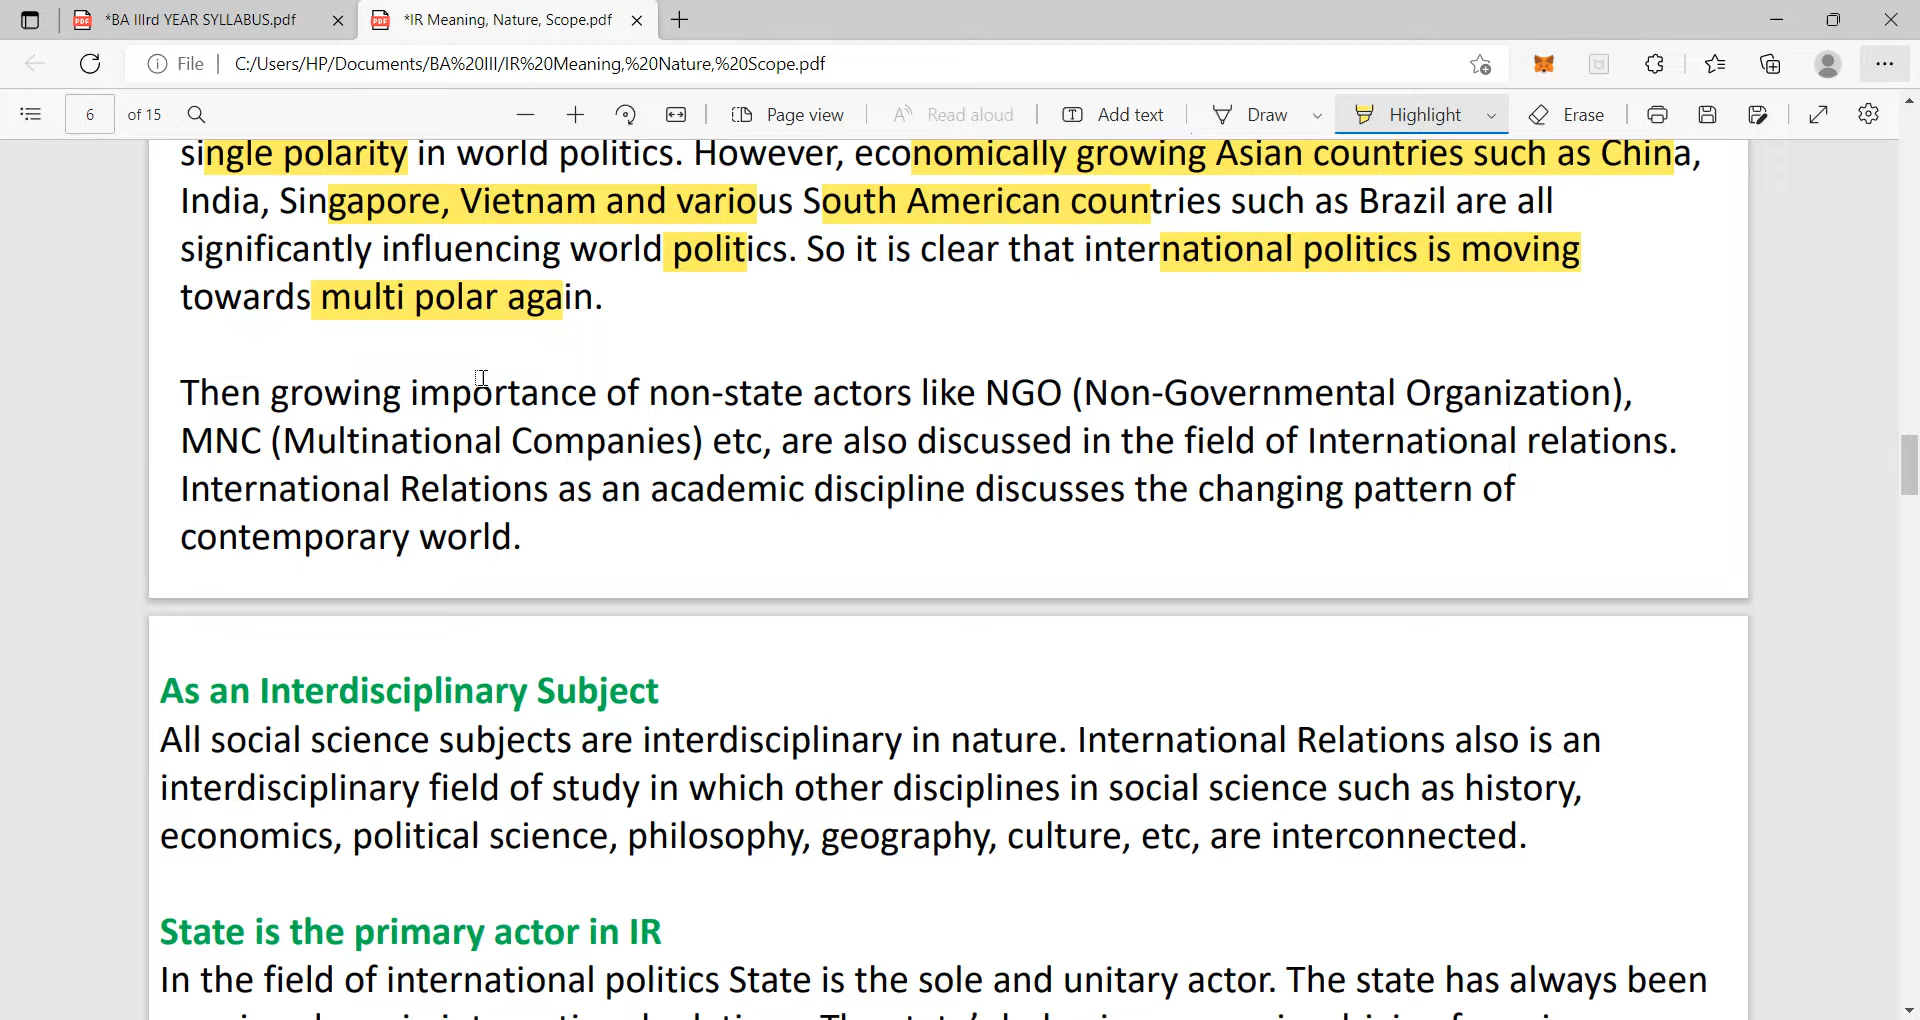 *BA IIIrd YEAR SYLLABUS.pdf
*IR Meaning, Nature, Scope.pdf
File
C:/Users/HP/Documents/BA%20III/IR%20Meaning,%20Nature,%20Scope.pdf
6 of 15
Page view
Read aloud
Add text
Draw
Highlight
Erase
single polarity in world politics. However, economically growing Asian countries such as China,
India, Singapore, Vietnam and various South American countries such as Brazil are all
significantly influencing world politics. So it is clear that international politics is moving
towards multi polar again.
Then growing importance of non-state actors like NGO (Non-Governmental Organization),
MNC (Multinational Companies) etc, are also discussed in the field of International relations.
International Relations as an academic discipline discusses the changing pattern of
contemporary world.
As an Interdisciplinary Subject
All social science subjects are interdisciplinary in nature. International Relations also is an
interdisciplinary field of study in which other disciplines in social science such as history,
economics, political science, philosophy, geography, culture, etc, are interconnected.
State is the primary actor in IR
In the field of international politics State is the sole and unitary actor. The state has always been